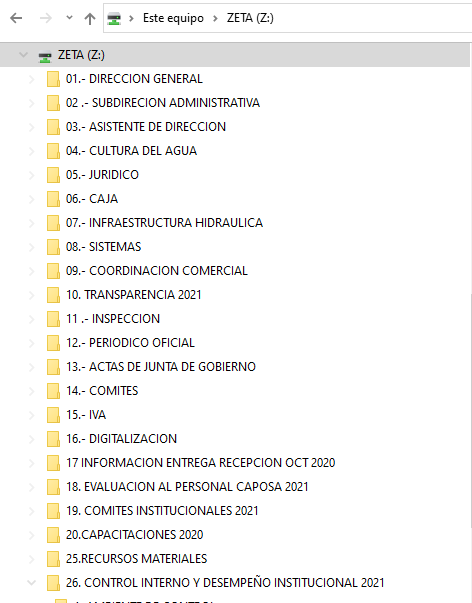 Este equipo > ZETA (Z:)
ZETA (Z:)
01.- DIRECCION GENERAL
02 .- SUBDIRECION ADMINISTRATIVA
03.- ASISTENTE DE DIRECCION
04.- CULTURA DEL AGUA
05.- JURIDICO
06.- CAJA
07.- INFRAESTRUCTURA HIDRAULICA
08.- SISTEMAS
09.- COORDINACION COMERCIAL
10. TRANSPARENCIA 2021
11 .- INSPECCION
12.- PERIODICO OFICIAL
13.- ACTAS DE JUNTA DE GOBIERNO
14.- COMITES
15.- IVA
16.- DIGITALIZACION
17 INFORMACION ENTREGA RECEPCION OCT 2020
18. EVALUACION AL PERSONAL CAPOSA 2021
19. COMITES INSTITUCIONALES 2021
20.CAPACITACIONES 2020
25.RECURSOS MATERIALES
26. CONTROL INTERNO Y DESEMPEÑO INSTITUCIONAL 2021